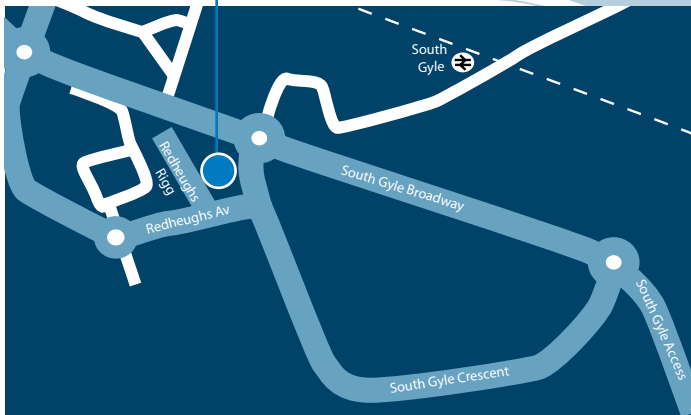 South
Gyle
South Gyle Broadway
Redheughs
Rigg
Redheughs Av
South Gyle Access
South Gyle Crescent